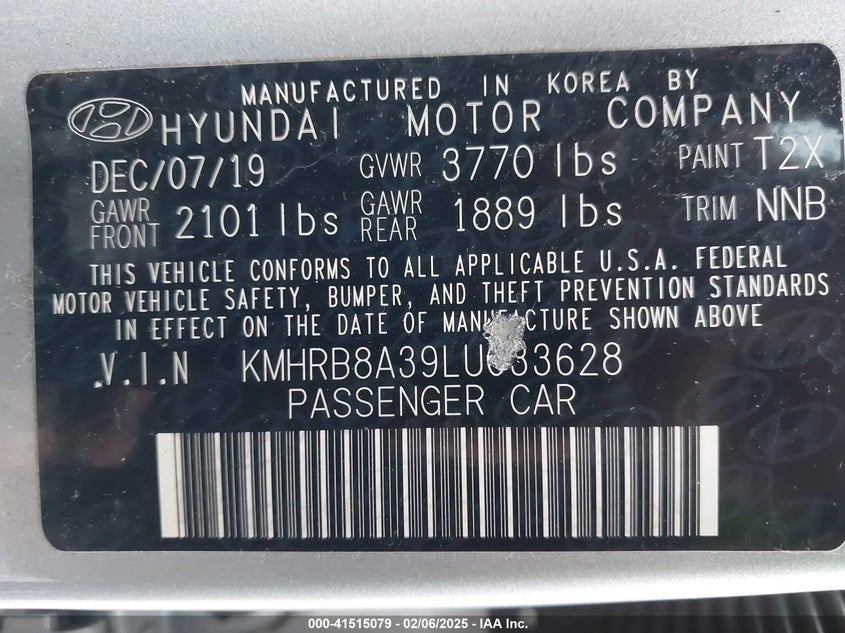 MANUFACTURED IN KOREA BY
HYUNDAI MOTOR COMPANY
DEC/07/19 GVWR 3770 lbs PAINT T2X
GAWR FRONT 2101 lbs GAWR REAR 1889 lbs TRIM NNB
THIS VEHICLE CONFORMS TO ALL APPLICABLE U.S.A. FEDERAL
MOTOR VEHICLE SAFETY, BUMPER, AND THEFT PREVENTION STANDARDS
IN EFFECT ON THE DATE OF MANUFACTURE SHOWN ABOVE
V.I.N KMHRB8A39LU033628
PASSENGER CAR
000-41515079 | 02/06/2025 - IAA Inc.